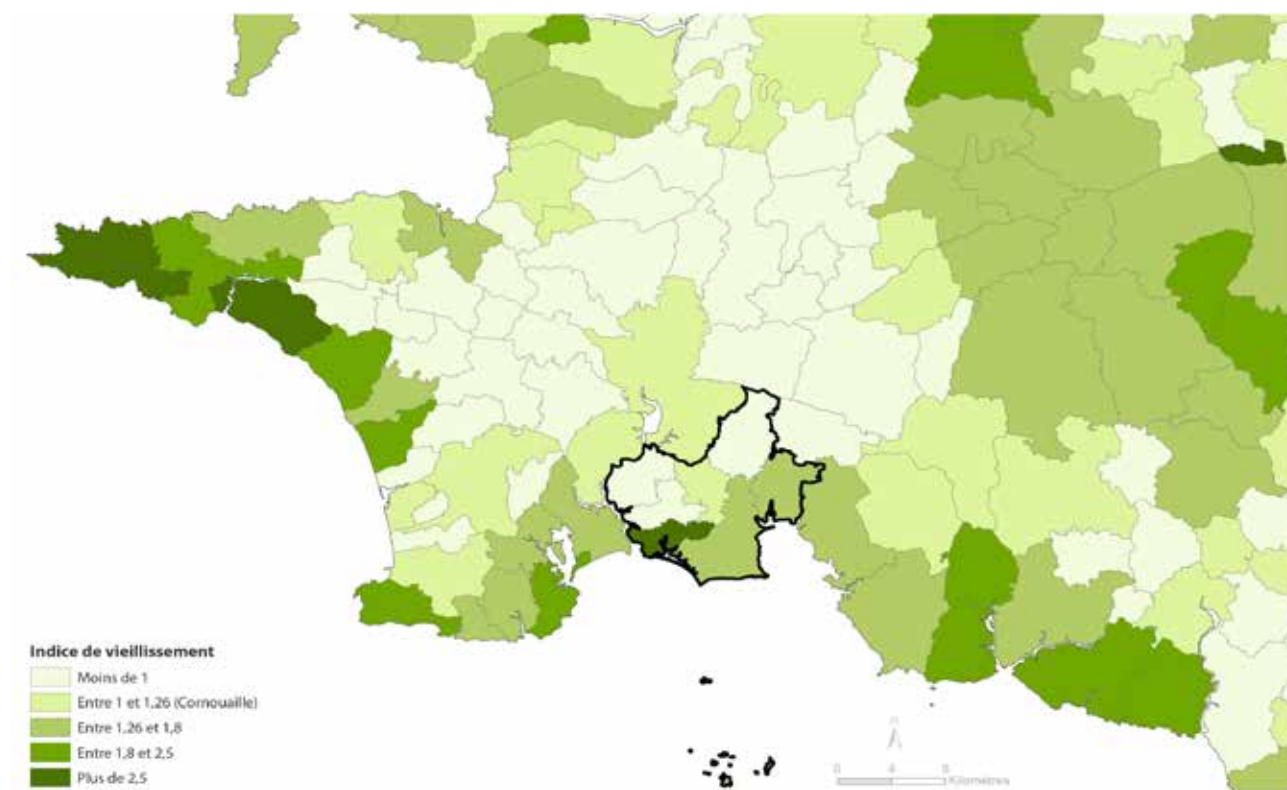 Indice de vieillissement
Moins de 1
Entre 1 et 1,26 (Cornouaille)
Entre 1,26 et 1,8
Entre 1,8 et 2,5
Plus de 2,5
0 4 8
Kilomètres